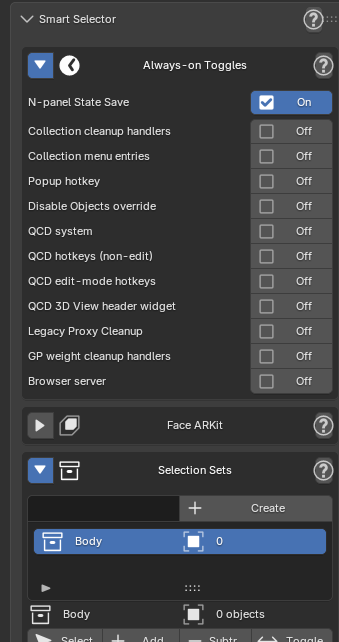 Smart Selector
Always-on Toggles
N-panel State Save On
Collection cleanup handlers Off
Collection menu entries Off
Popup hotkey Off
Disable Objects override Off
QCD system Off
QCD hotkeys (non-edit) Off
QCD edit-mode hotkeys Off
QCD 3D View header widget Off
Legacy Proxy Cleanup Off
GP weight cleanup handlers Off
Browser server Off
Face ARKit
Selection Sets
Create
Body 0
Body 0 objects
Select Add Subtr Toggle